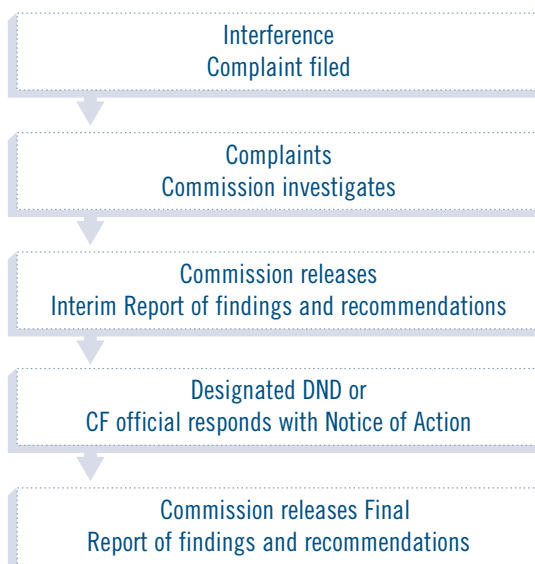 Interference
Complaint filed
Complaints
Commission investigates
Commission releases
Interim Report of findings and recommendations
Designated DND or
CF official responds with Notice of Action
Commission releases Final
Report of findings and recommendations